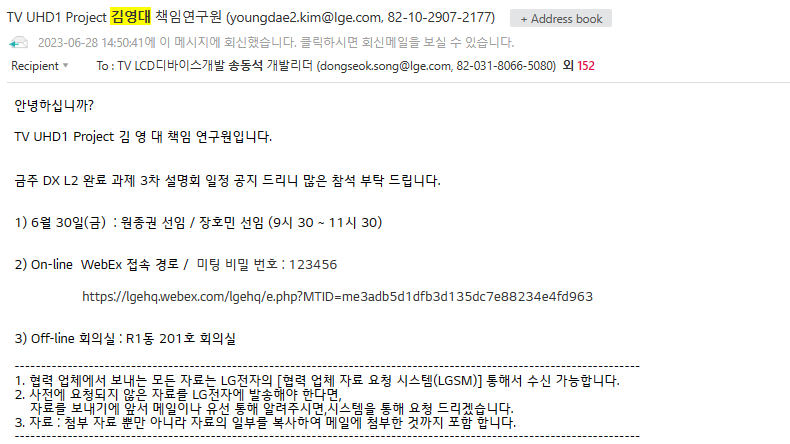 TV UHD1 Project 김영대 책임연구원 (youngdae2.kim@lge.com, 82-10-2907-2177) + Address book
2023-06-28 14:50:41에 이 메시지에 회신했습니다. 클릭하시면 회신메일을 보실 수 있습니다.
Recipient To : TV LCD디바이스개발 송동석 개발리더 (dongseok.song@lge.com, 82-031-8066-5080) 외 152
안녕하십니까?
TV UHD1 Project 김 영 대 책임 연구원입니다.
금주 DX L2 완료 과제 3차 설명회 일정 공지 드리니 많은 참석 부탁 드립니다.
1) 6월 30일(금) : 원종권 선임 / 장호민 선임 (9시 30 ~ 11시 30)
2) On-line WebEx 접속 경로 / 미팅 비밀 번호 : 123456
https://lgehq.webex.com/lgehq/e.php?MTID=me3adb5d1dfb3d135dc7e88234e4fd963
3) Off-line 회의실 : R1동 201호 회의실
--------------------------------------------------------------------------------
1. 협력 업체에서 보내는 모든 자료는 LG전자의 [협력 업체 자료 요청 시스템(LGSM)] 통해서 수신 가능합니다.
2. 사전에 요청되지 않은 자료를 LG전자에 발송해야 한다면,
자료를 보내기에 앞서 메일이나 유선 통해 알려주시면,시스템을 통해 요청 드리겠습니다.
3. 자료 : 첨부 자료 뿐만 아니라 자료의 일부를 복사하여 메일에 첨부한 것까지 포함 합니다.
--------------------------------------------------------------------------------